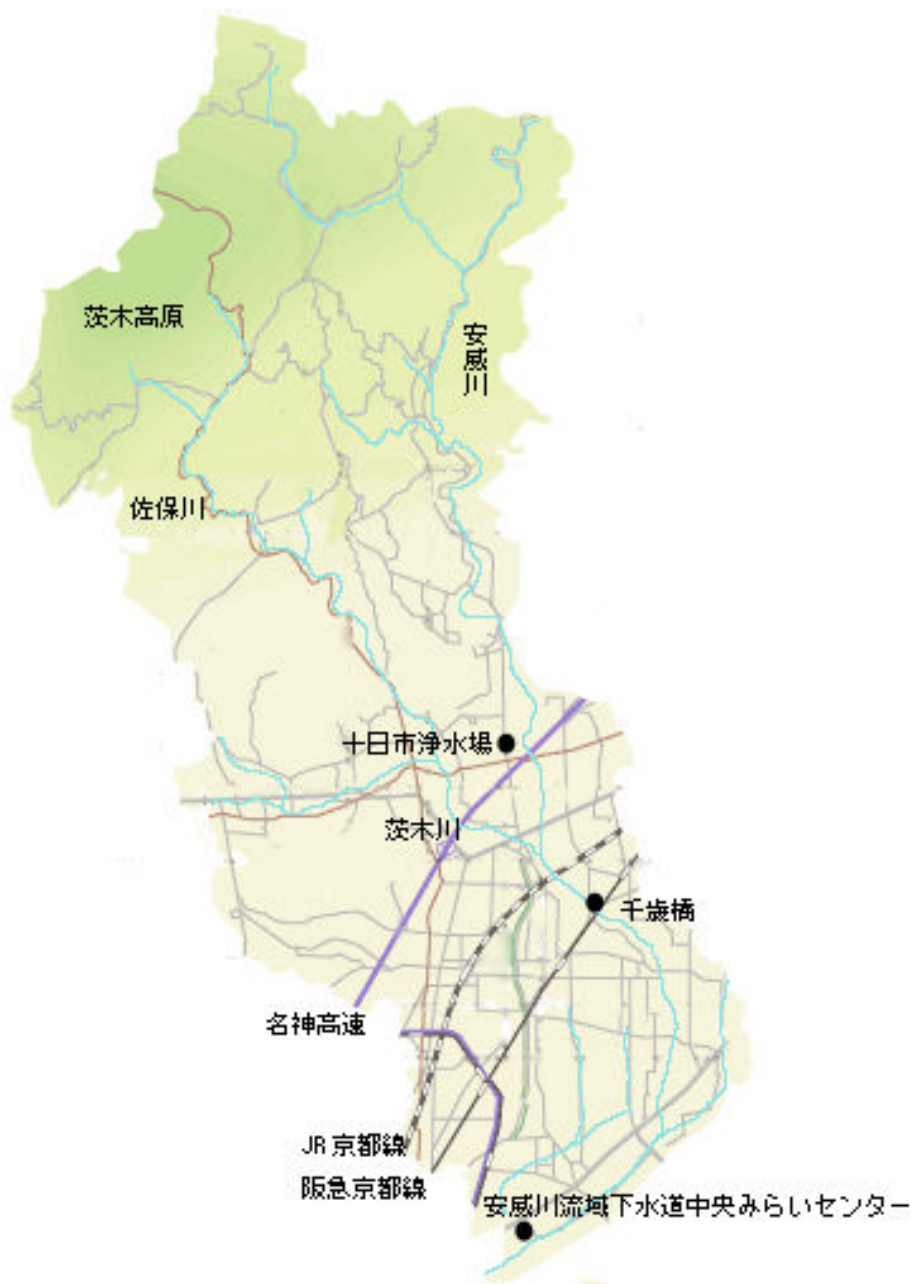 茨木高原
安威川
佐保川
十日市浄水場
茨木川
千歳橋
名神高速
JR京都線
阪急京都線
安威川流域下水道中央みらいセンター